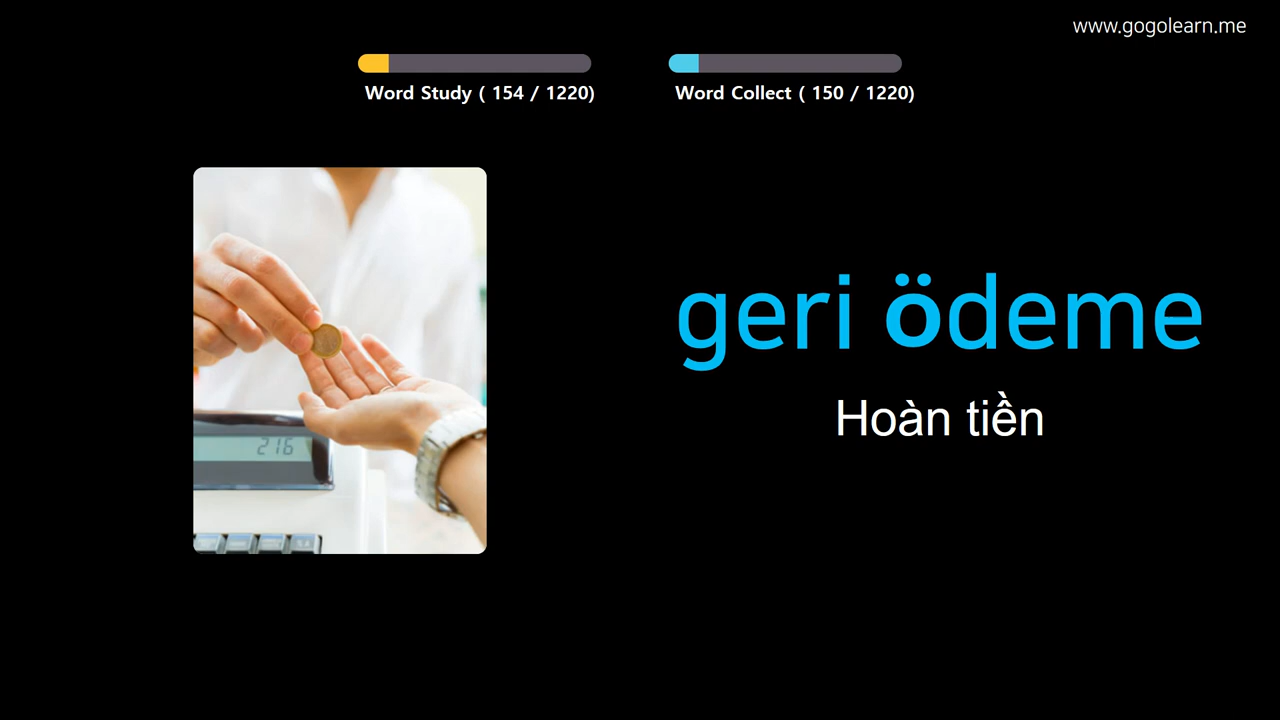 www.gogolearn.me
Word Study ( 154 / 1220)
Word Collect ( 150 / 1220)
216
geri ödeme
Hoàn tiền